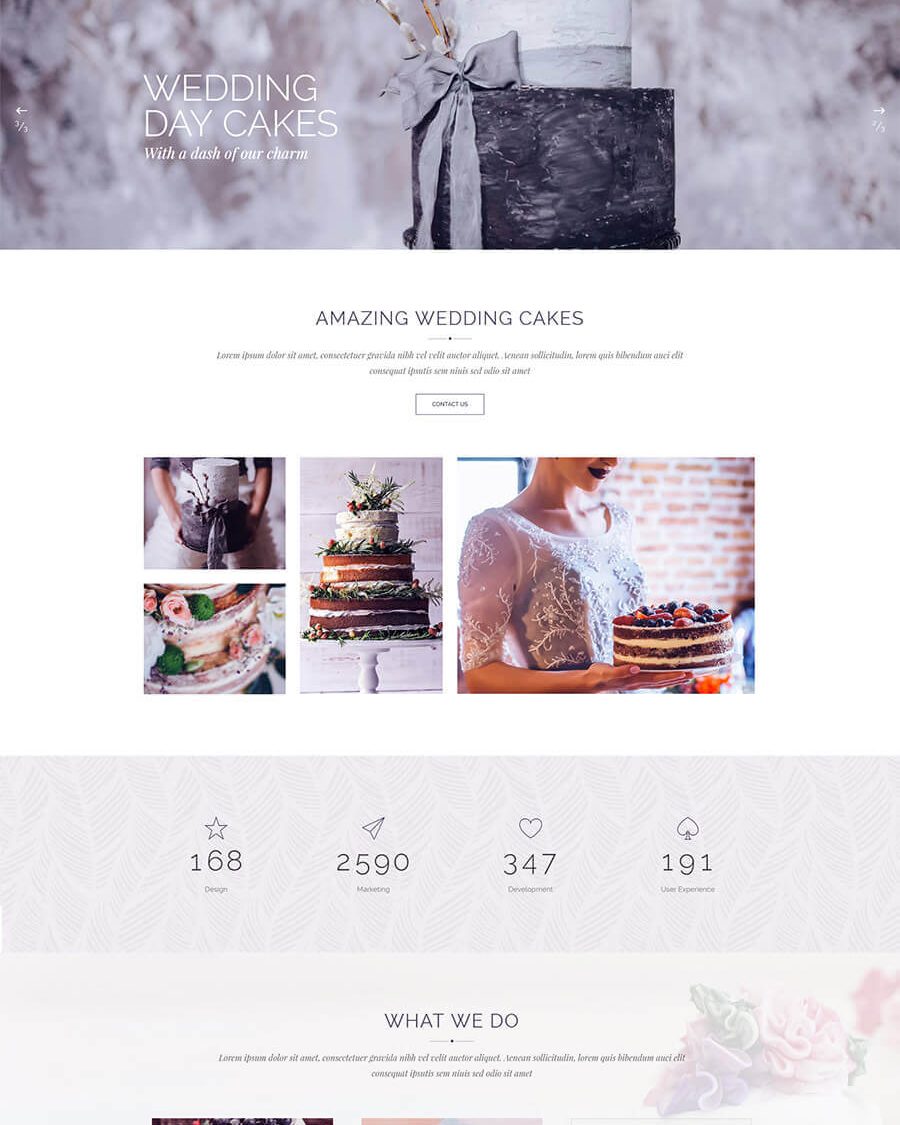 WEDDING
DAY CAKES
With a dash of our charm
3/3
2/3
AMAZING WEDDING CAKES
Lorem ipsum dolor sit amet, consectetuer gravida nibh vel velit auctor aliquet. Aenean sollicitudin, lorem quis bibendum auci elit
consequat ipsutis sem niuis sed odio sit amet
CONTACT US
168
2590
347
191
Design
Marketing
Development
User Experience
WHAT WE DO
Lorem ipsum dolor sit amet, consectetuer gravida nibh vel velit auctor aliquet. Aenean sollicitudin, lorem quis bibendum auci elit
consequat ipsutis sem niuis sed odio sit amet